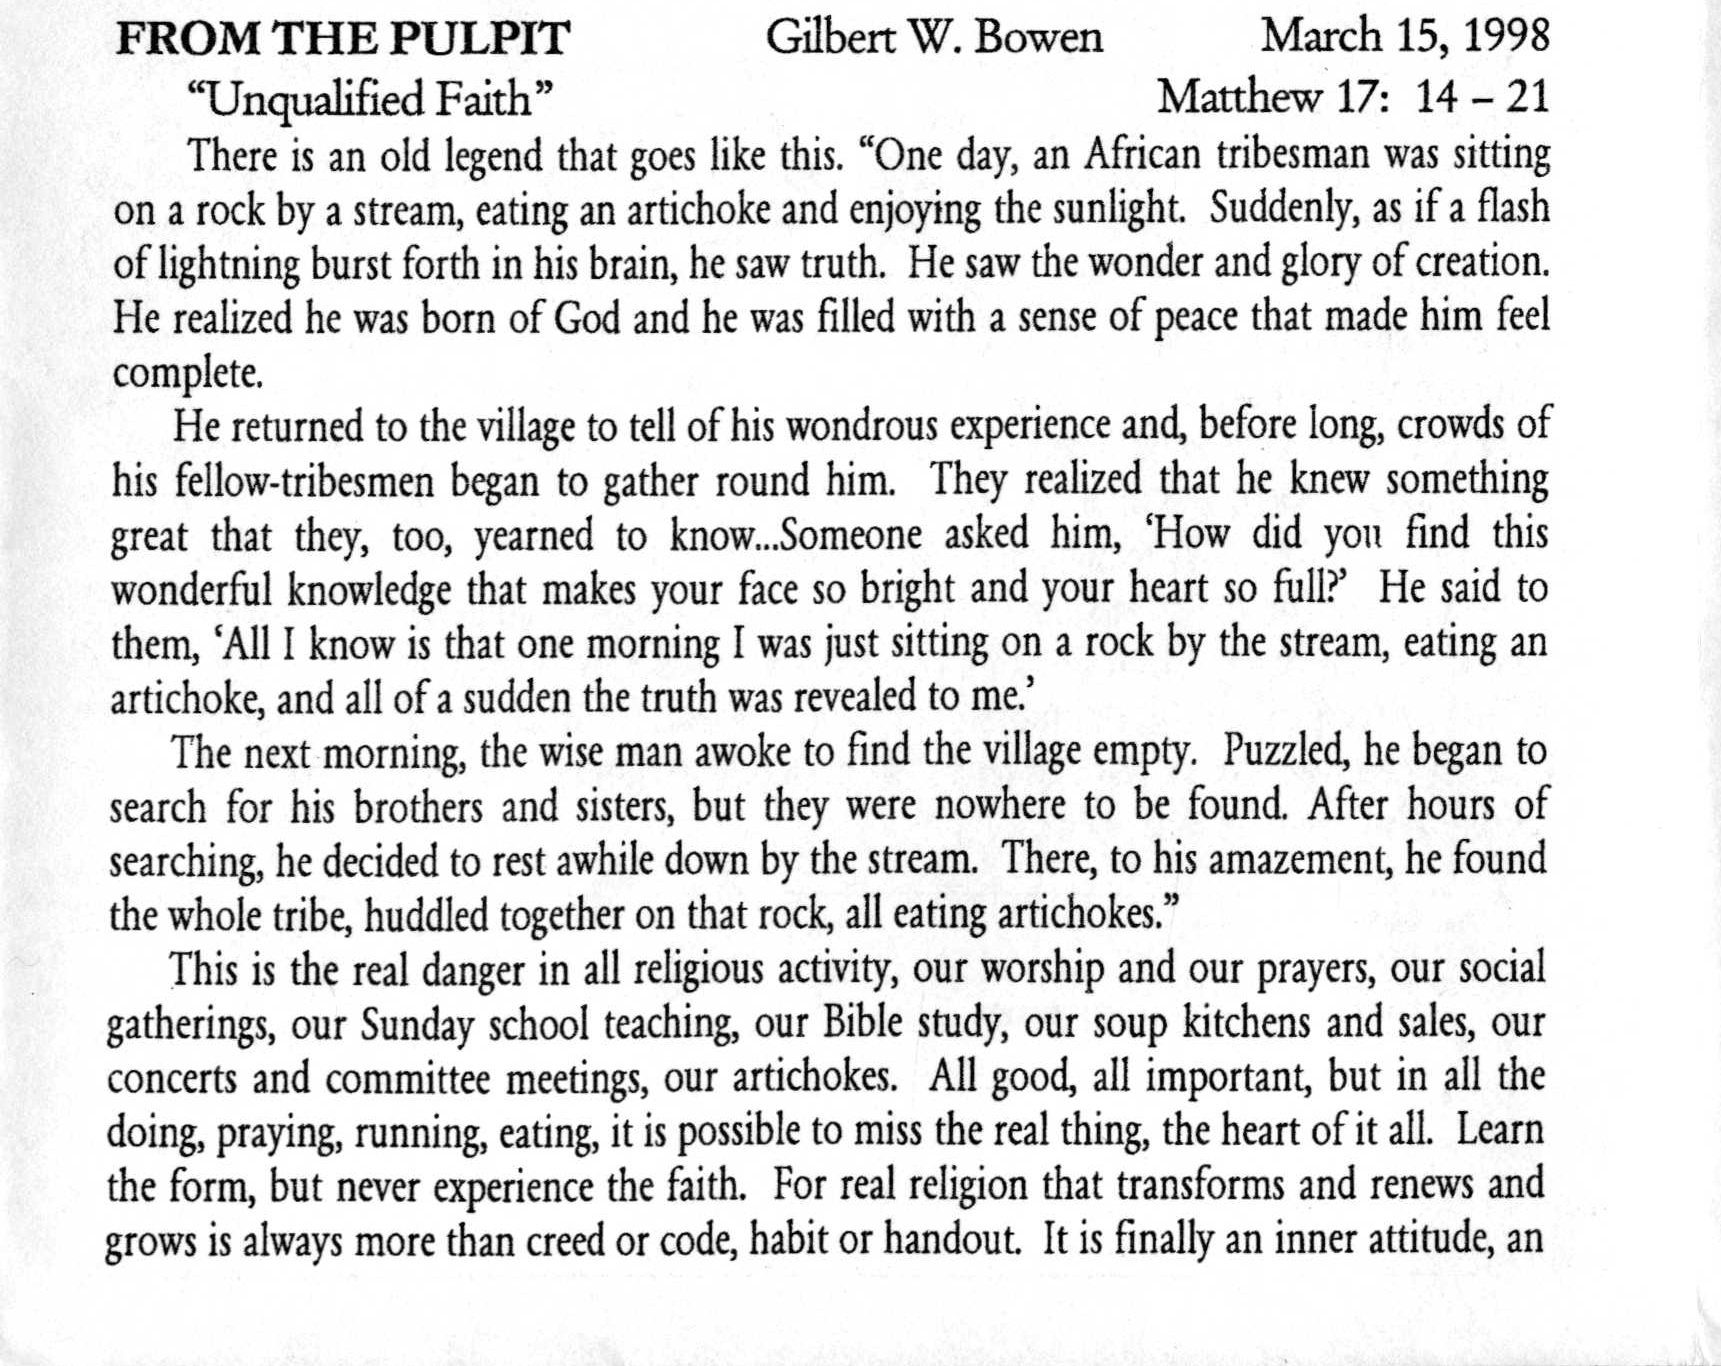 FROM THE PULPIT Gilbert W. Bowen March 15, 1998
“Unqualified Faith” Matthew 17: 14 – 21
There is an old legend that goes like this. “One day, an African tribesman was sitting
on a rock by a stream, eating an artichoke and enjoying the sunlight. Suddenly, as if a flash
of lightning burst forth in his brain, he saw truth. He saw the wonder and glory of creation.
He realized he was born of God and he was filled with a sense of peace that made him feel
complete.
He returned to the village to tell of his wondrous experience and, before long, crowds of
his fellow-tribesmen began to gather round him. They realized that he knew something
great that they, too, yearned to know...Someone asked him, ‘How did you find this
wonderful knowledge that makes your face so bright and your heart so full?’ He said to
them, ‘All I know is that one morning I was just sitting on a rock by the stream, eating an
artichoke, and all of a sudden the truth was revealed to me.’
The next morning, the wise man awoke to find the village empty. Puzzled, he began to
search for his brothers and sisters, but they were nowhere to be found. After hours of
searching, he decided to rest awhile down by the stream. There, to his amazement, he found
the whole tribe, huddled together on that rock, all eating artichokes.”
This is the real danger in all religious activity, our worship and our prayers, our social
gatherings, our Sunday school teaching, our Bible study, our soup kitchens and sales, our
concerts and committee meetings, our artichokes. All good, all important, but in all the
doing, praying, running, eating, it is possible to miss the real thing, the heart of it all. Learn
the form, but never experience the faith. For real religion that transforms and renews and
grows is always more than creed or code, habit or handout. It is finally an inner attitude, an